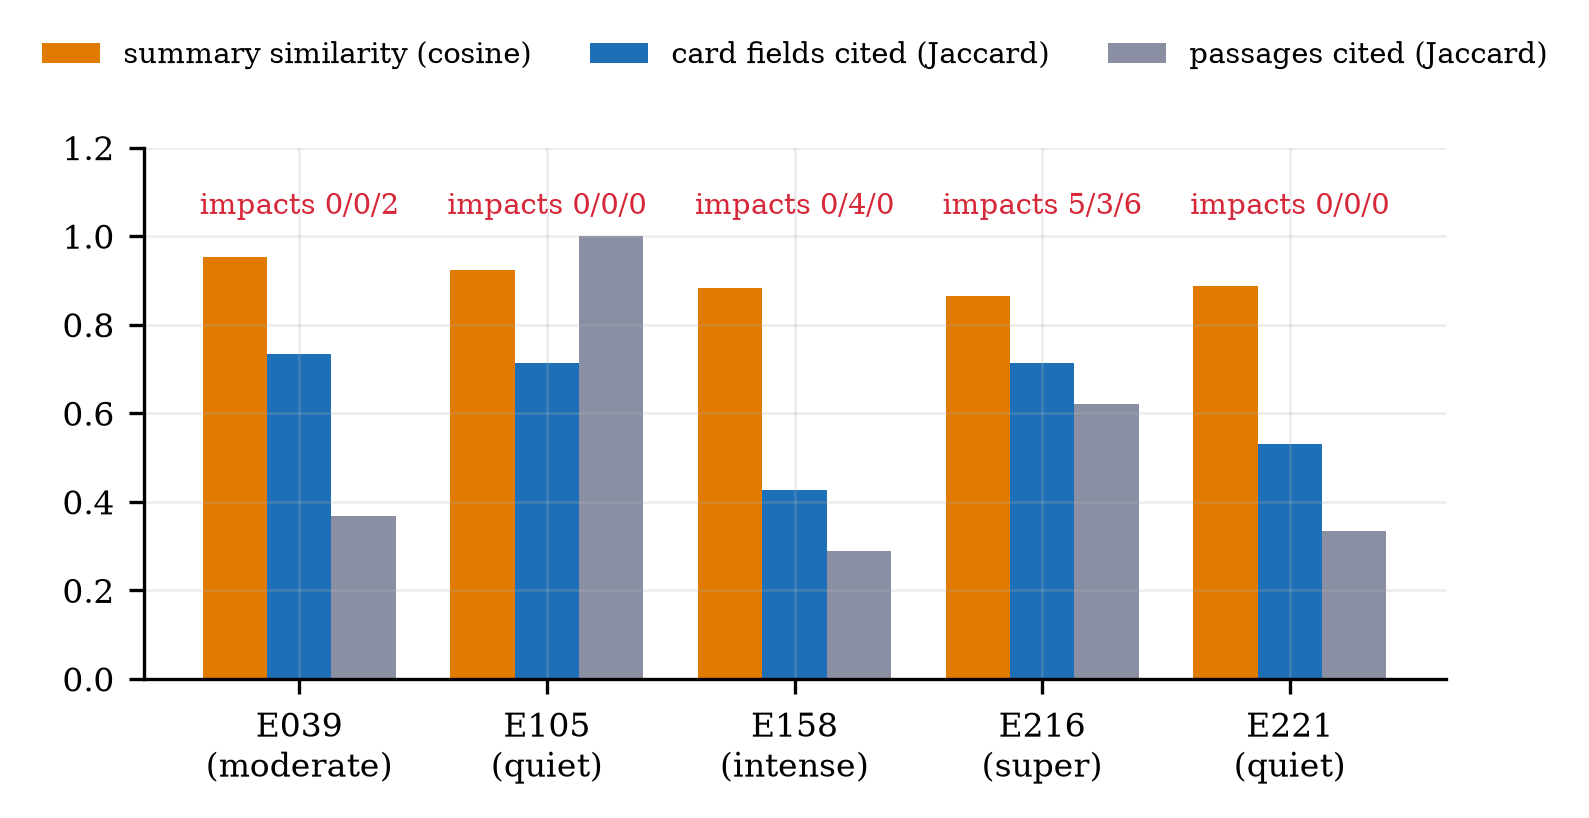 summary similarity (cosine) card fields cited (Jaccard) passages cited (Jaccard)
1.2
impacts 0/0/2 impacts 0/0/0 impacts 0/4/0 impacts 5/3/6 impacts 0/0/0
1.0
0.8
0.6
0.4
0.2
0.0
E039 E105 E158 E216 E221
(moderate) (quiet) (intense) (super) (quiet)